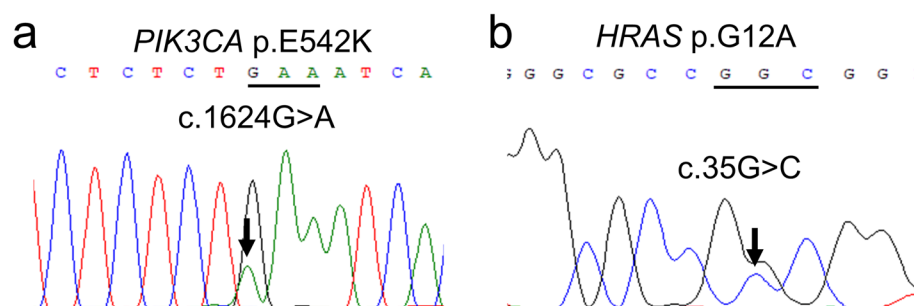 a
PIK3CA p.E542K
C T C T C T G A A A T C A
c.1624G>A
b
HRAS p.G12A
G G C G C C G G C G G
c.35G>C